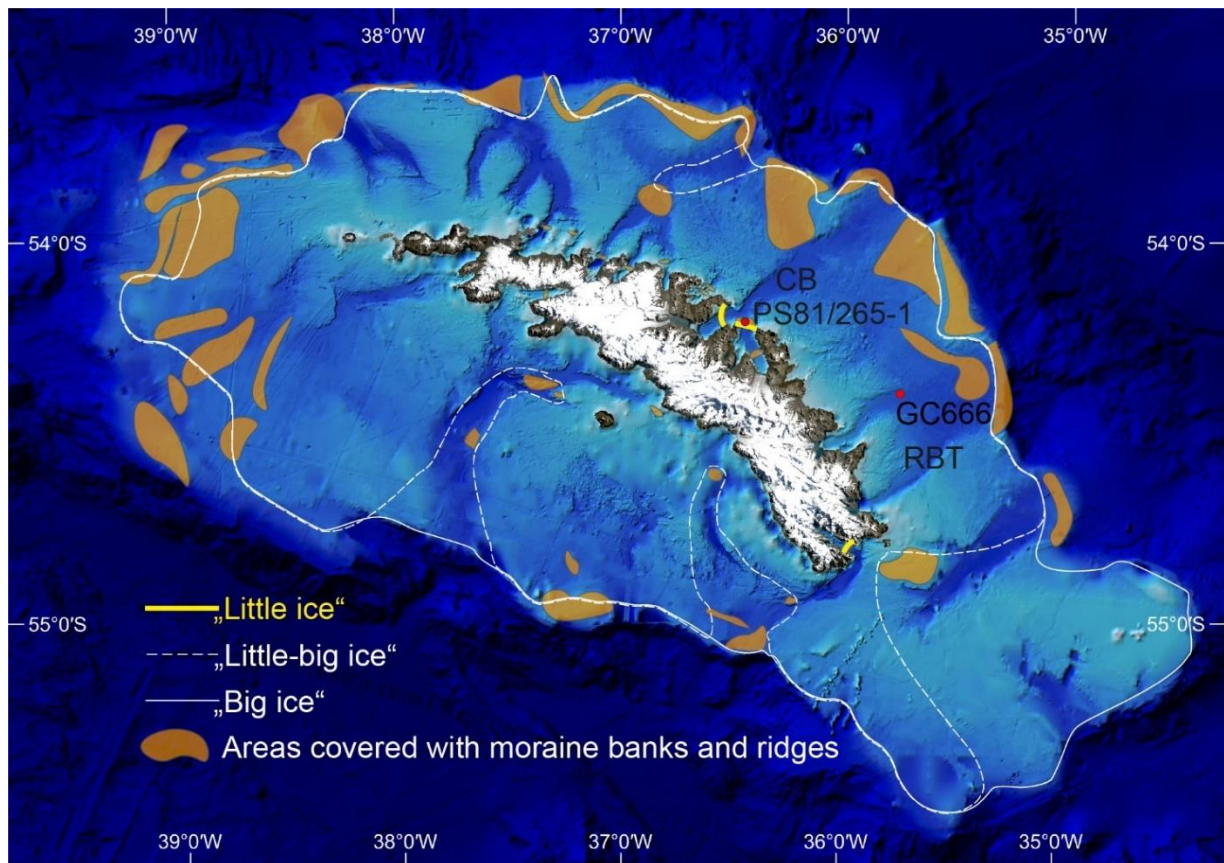 39°0'W 38°0'W 37°0'W 36°0'W 35°0'W
54°0'S 54°0'S
CB
PS81/265-1
GC666
RBT
„Little ice“
55°0'S 55°0'S
„Little-big ice“
„Big ice“
Areas covered with moraine banks and ridges
39°0'W 38°0'W 37°0'W 36°0'W 35°0'W